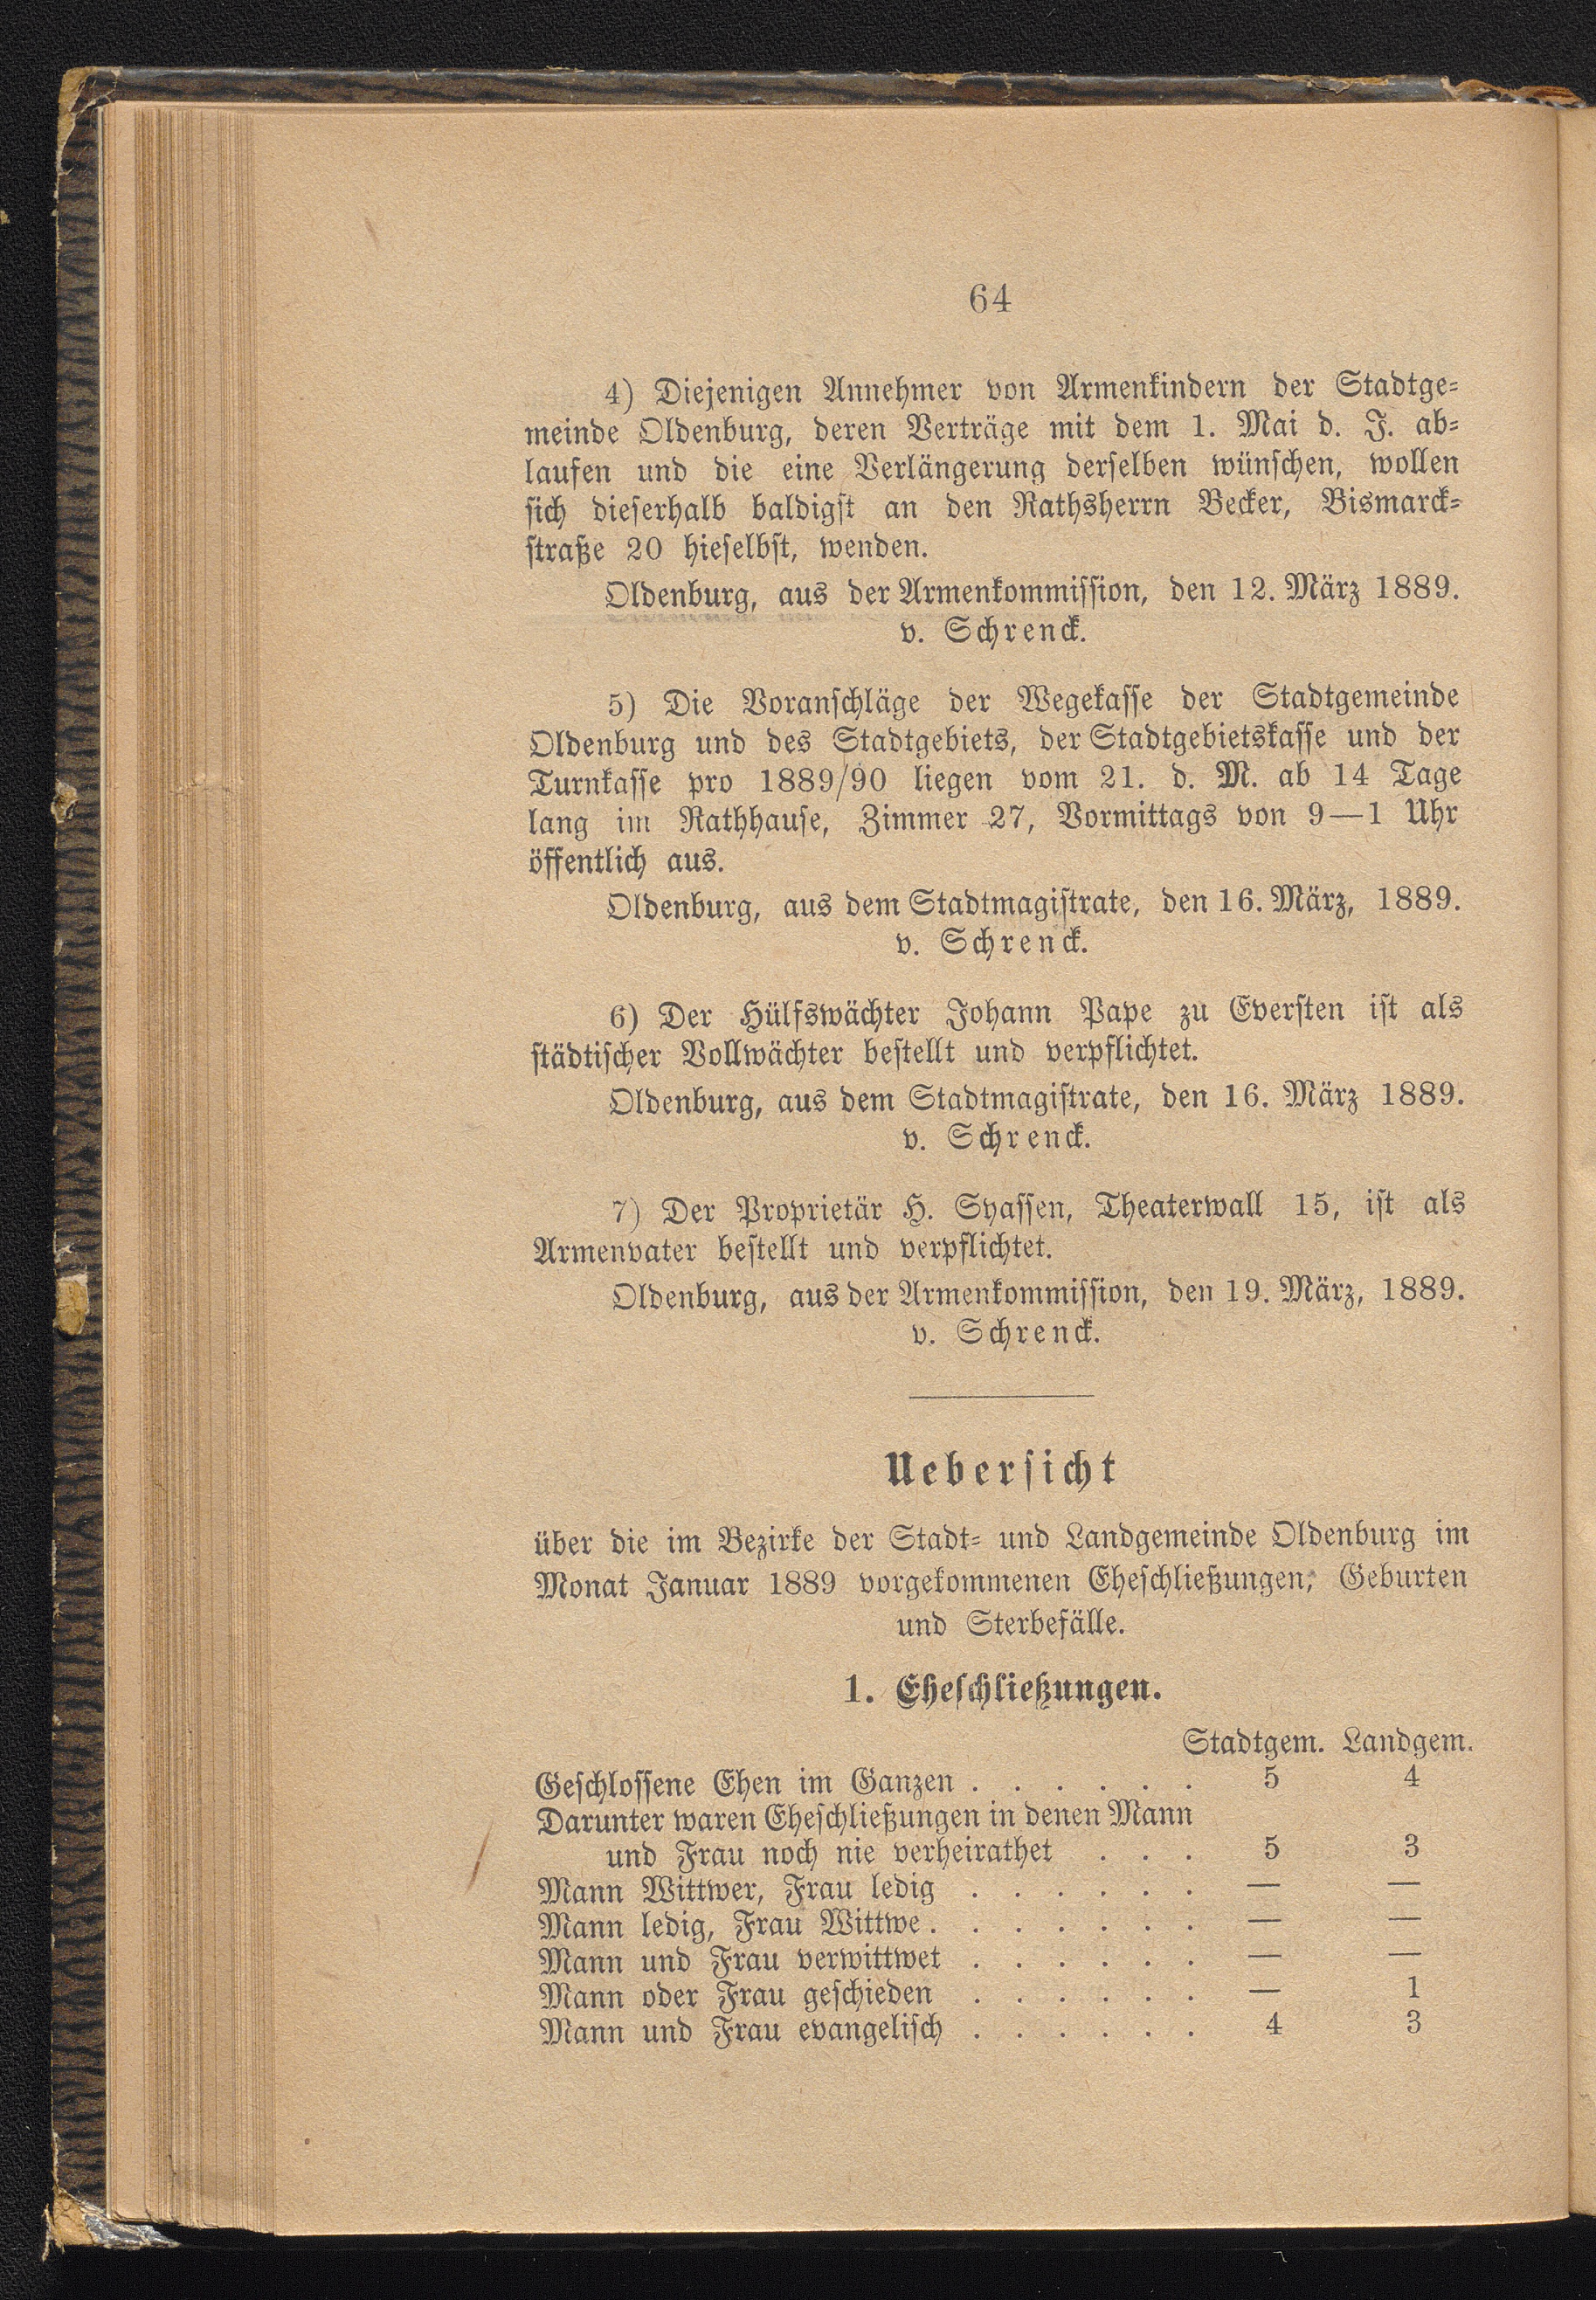 64
4) Diejenigen Annehmer von Armenkindern der Stadtge-
meinde Oldenburg, deren Verträge mit dem 1. Mai d. J. ab-
laufen und die eine Verlängerung derselben wünschen, wollen
sich dieserhalb baldigst an den Rathsherrn Becker, Bismarck-
straße 20 hieselbst, wenden.
Oldenburg, aus der Armenkommission, den 12. März 1889.
v. Schrenck.
5) Die Voranschläge der Wegekasse der Stadtgemeinde
Oldenburg und des Stadtgebiets, der Stadtgebietskasse und der
Turnkasse pro 1889/90 liegen vom 21. d. M. ab 14 Tage
lang im Rathhause, Zimmer 27, Vormittags von 9—1 Uhr
öffentlich aus.
Oldenburg, aus dem Stadtmagistrate, den 16. März, 1889.
v. Schrenck.
6) Der Hülfswächter Johann Pape zu Eversten ist als
städtischer Vollwächter bestellt und verpflichtet.
Oldenburg, aus dem Stadtmagistrate, den 16. März 1889.
v. Schrenck.
7) Der Proprietär H. Syassen, Theaterwall 15, ist als
Armenvater bestellt und verpflichtet.
Oldenburg, aus der Armenkommission, den 19. März, 1889.
v. Schrenck.
Uebersicht
über die im Bezirke der Stadt- und Landgemeinde Oldenburg im
Monat Januar 1889 vorgekommenen Eheschließungen, Geburten
und Sterbefälle.
1. Eheschließungen.
Stadtgem. Landgem.
Geschlossene Ehen im Ganzen . . . . . . 5 4
Darunter waren Eheschließungen in denen Mann
und Frau noch nie verheirathet . . . 5 3
Mann Wittwer, Frau ledig . . . . . . — —
Mann ledig, Frau Wittwe . . . . . . . — —
Mann und Frau verwittwet . . . . . . — —
Mann oder Frau geschieden . . . . . . — 1
Mann und Frau evangelisch . . . . . . 4 3